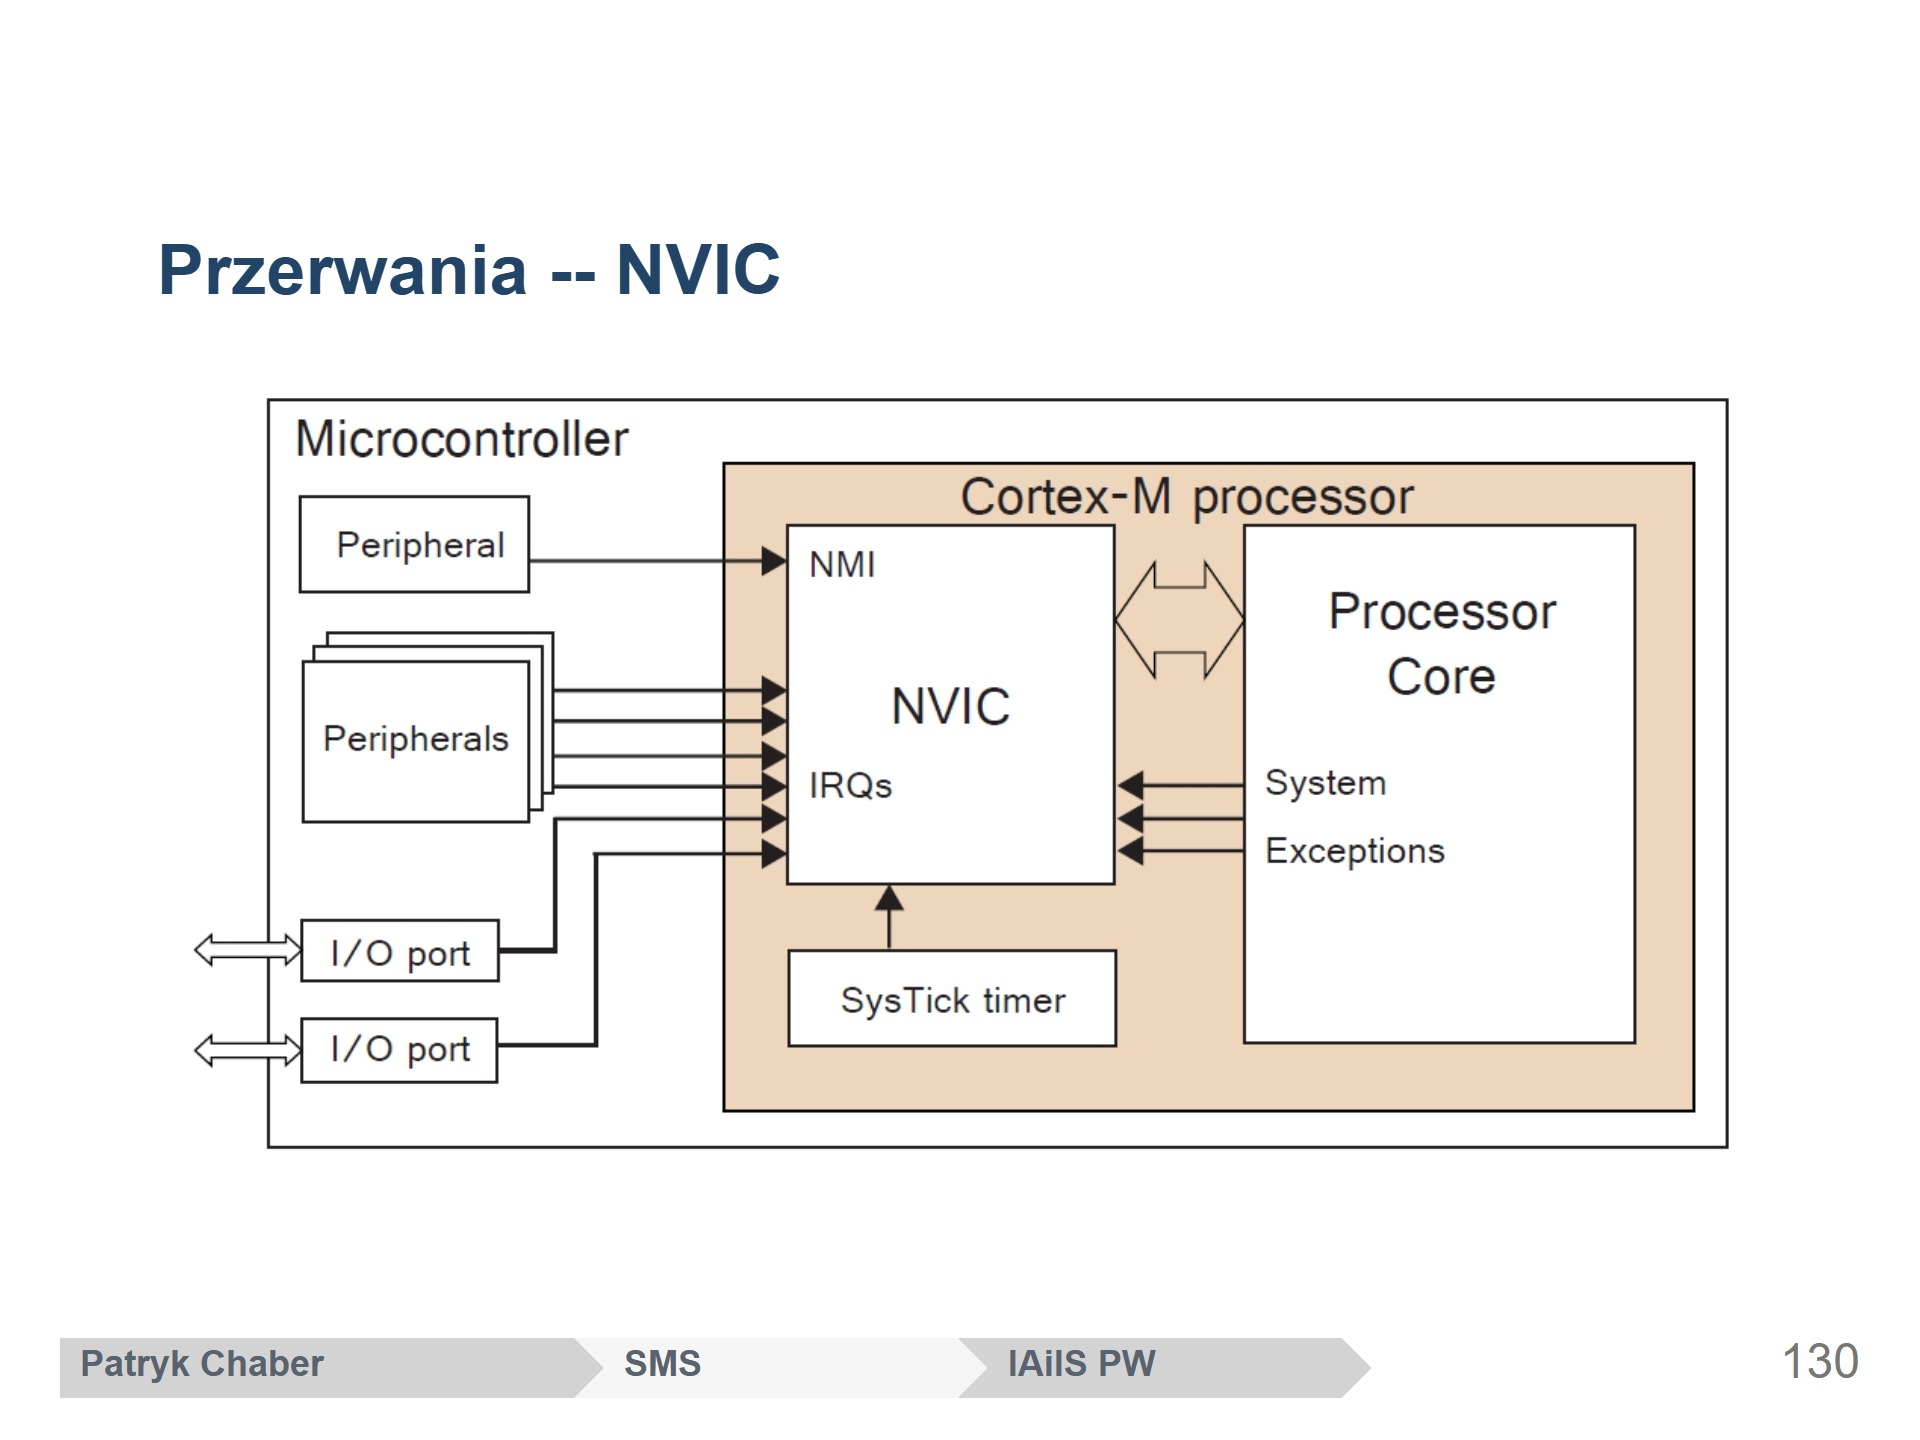 Przerwania -- NVIC
Microcontroller
Cortex-M processor
Peripheral
NMI
Processor
Core
NVIC
Peripherals
IRQs
System
Exceptions
I/O port
SysTick timer
I/O port
Patryk Chaber
SMS
IAiIS PW
130